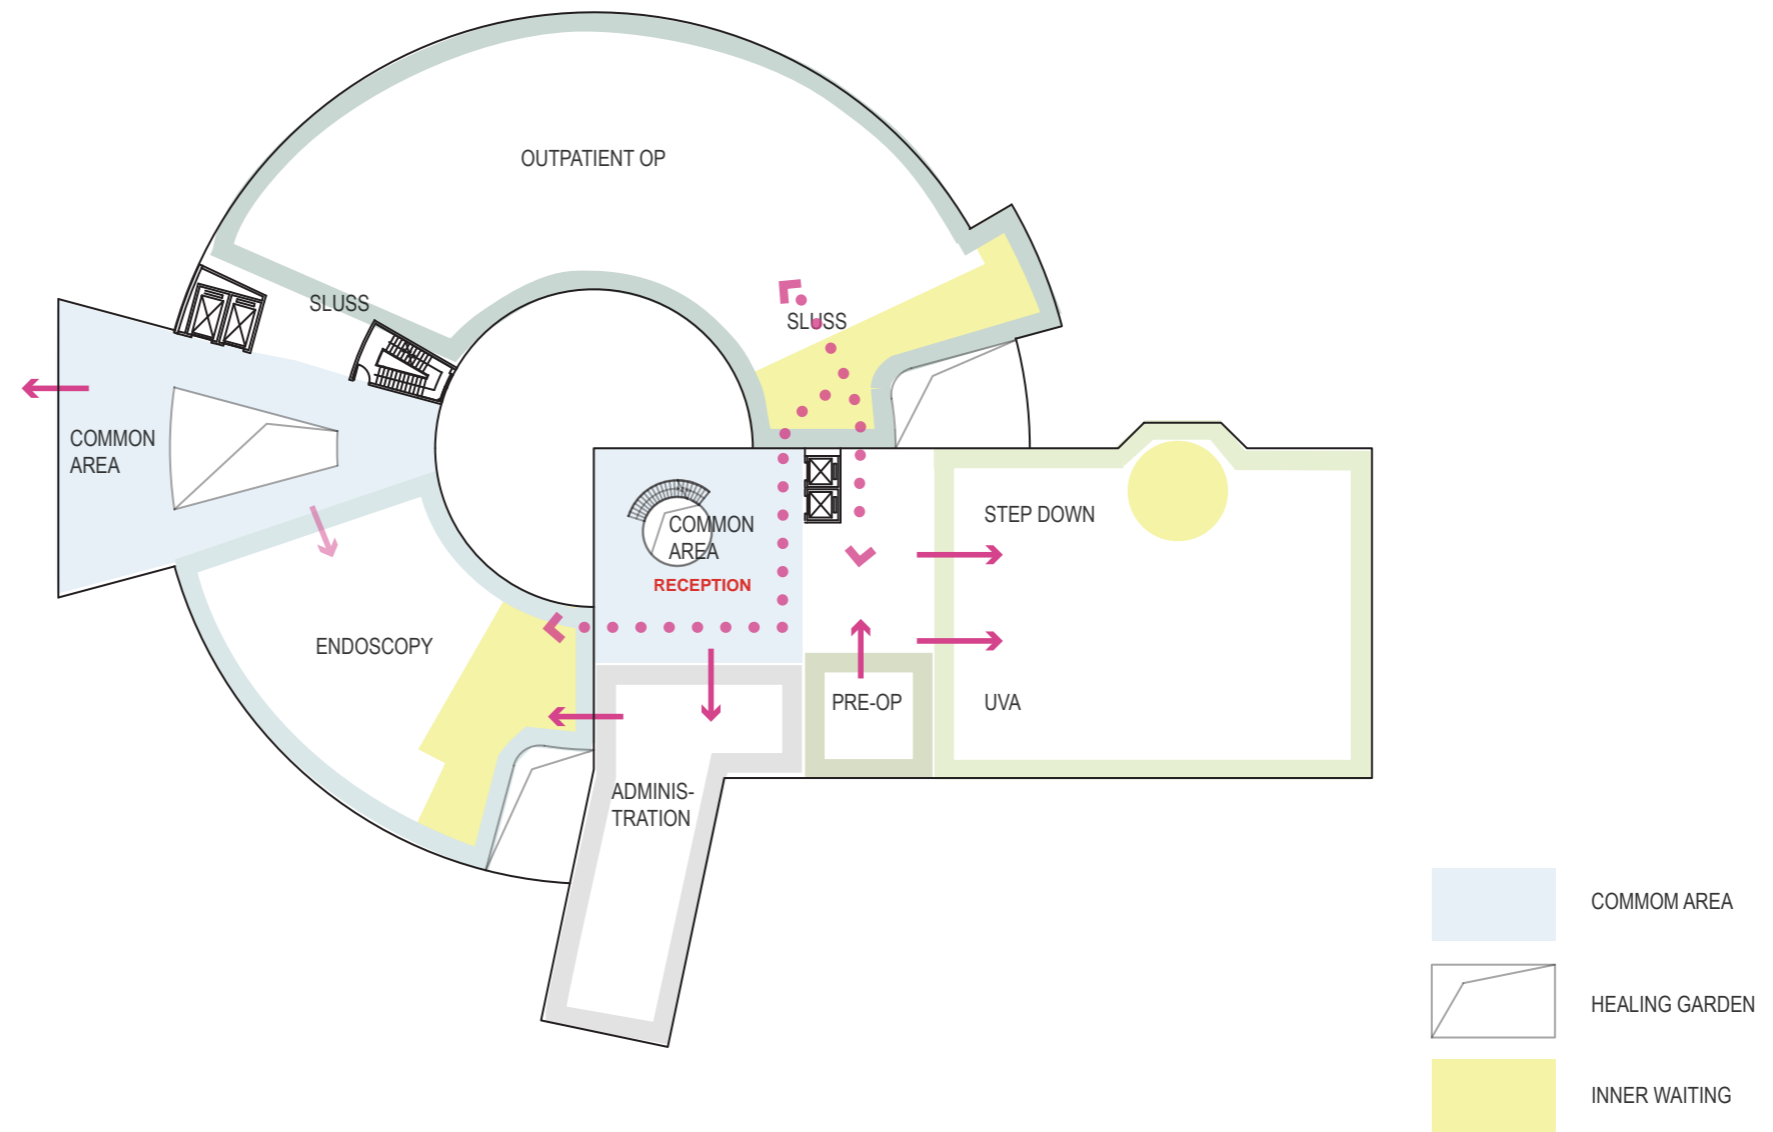 OUTPATIENT OP
SLUSS
SLUSS
COMMON
AREA
STEP DOWN
COMMON
AREA
RECEPTION
ENDOSCOPY
PRE-OP
UVA
ADMINIS-
TRATION
COMMOM AREA
HEALING GARDEN
INNER WAITING